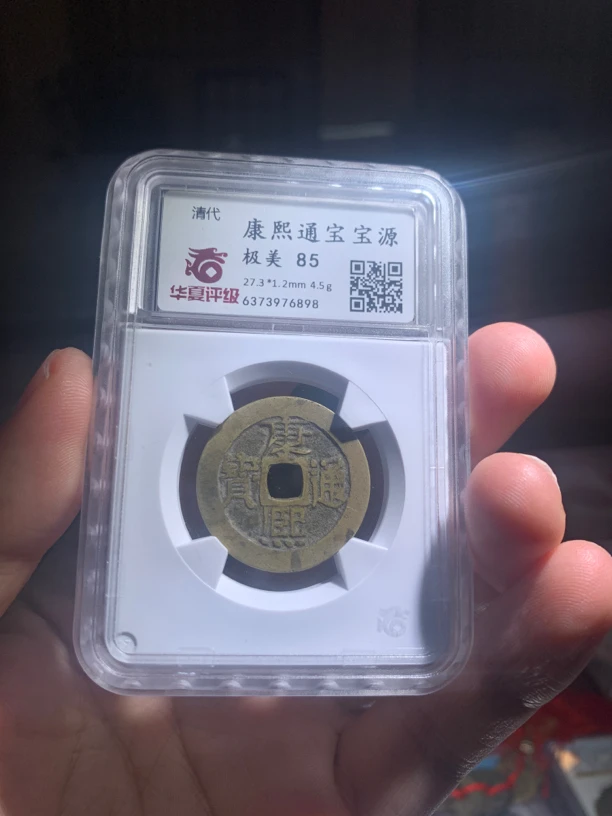 清代
康熙通宝宝源
极美 85
27.3*1.2mm 4.5g
华夏评级
6373976898
康熙通寶